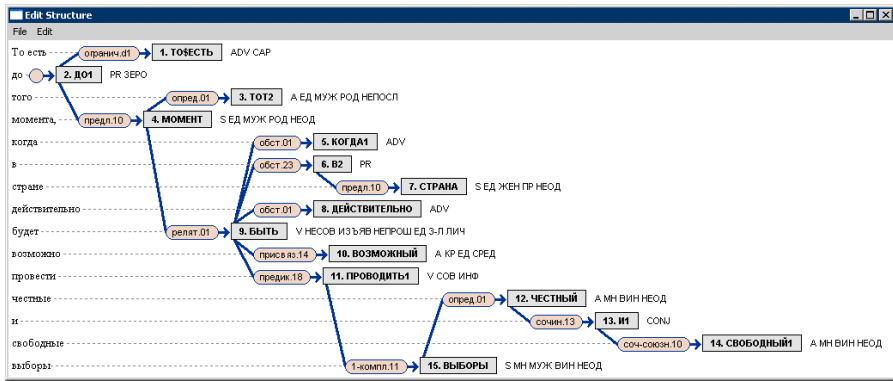 Edit Structure
File Edit
То есть огранич.d1 1. ТО$ЕСТЬ ADV CAP
до 2. ДО1 PR ЗЕРО
того опред.01 3. ТОТ2 A ЕД МУЖ РОД НЕПОСЛ
момента, предл.10 4. МОМЕНТ S ЕД МУЖ РОД НЕОД
когда обст.01 5. КОГДА1 ADV
в обст.23 6. В2 PR
стране предл.10 7. СТРАНА S ЕД ЖЕН ПР НЕОД
действительно обст.01 8. ДЕЙСТВИТЕЛЬНО ADV
будет релят.01 9. БЫТЬ V НЕСОВ ИЗЪЯВ НЕПРОШ ЕД 3-Л ЛИЧ
возможно присвяз.14 10. ВОЗМОЖНЫЙ A КР ЕД СРЕД
провести предик.18 11. ПРОВОДИТЬ1 V СОВ ИНФ
честные опред.01 12. ЧЕСТНЫЙ A МН ВИН НЕОД
и сочин.13 13. И1 CONJ
свободные соч-союзн.10 14. СВОБОДНЫЙ1 A МН ВИН НЕОД
выборы 1-компл.11 15. ВЫБОРЫ S МН МУЖ ВИН НЕОД